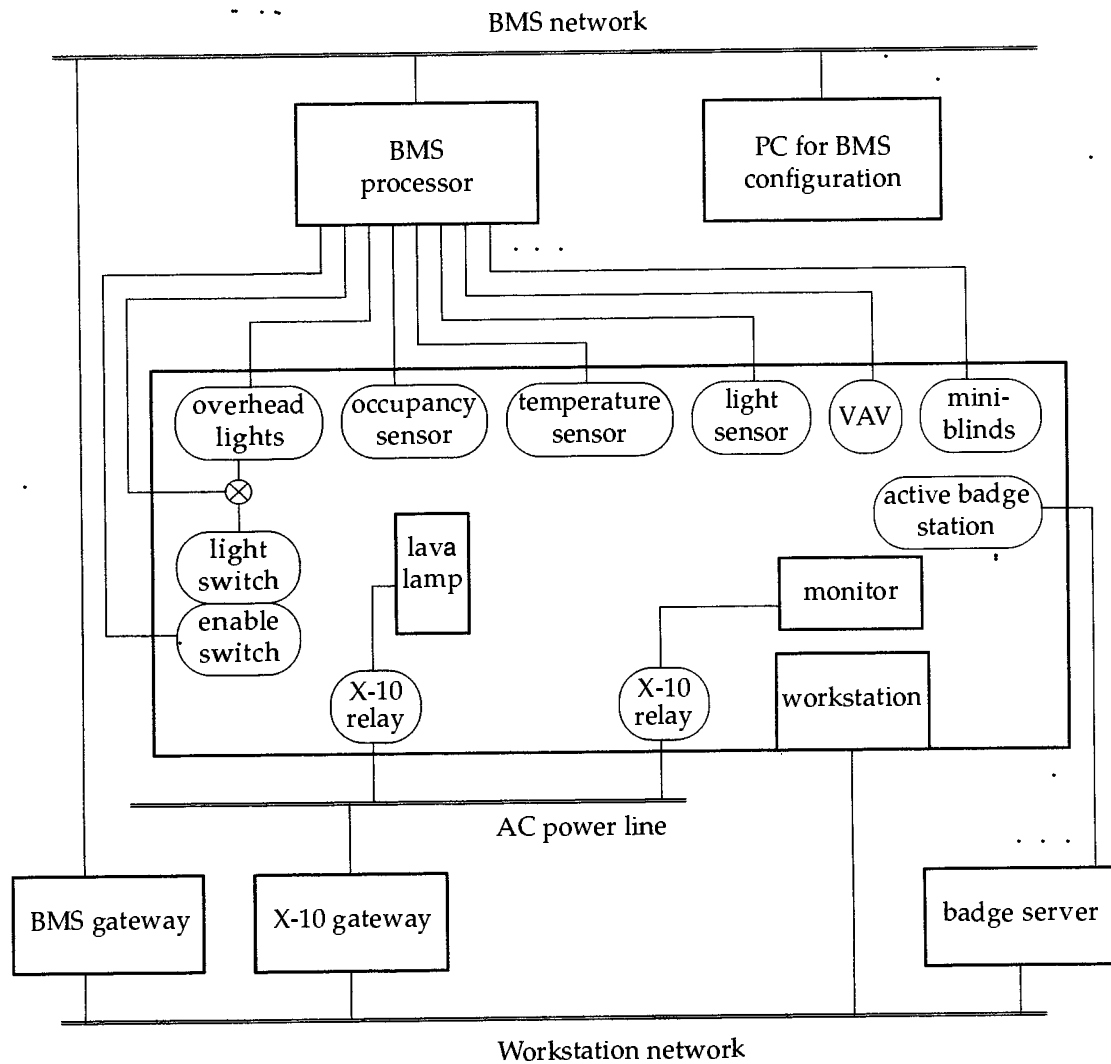 BMS network
BMS
processor
PC for BMS
configuration
. . .
overhead
lights
occupancy
sensor
temperature
sensor
light
sensor
VAV
mini-
blinds
active badge
station
light
switch
enable
switch
lava
lamp
monitor
X-10
relay
X-10
relay
workstation
AC power line
. . .
BMS gateway
X-10 gateway
badge server
Workstation network